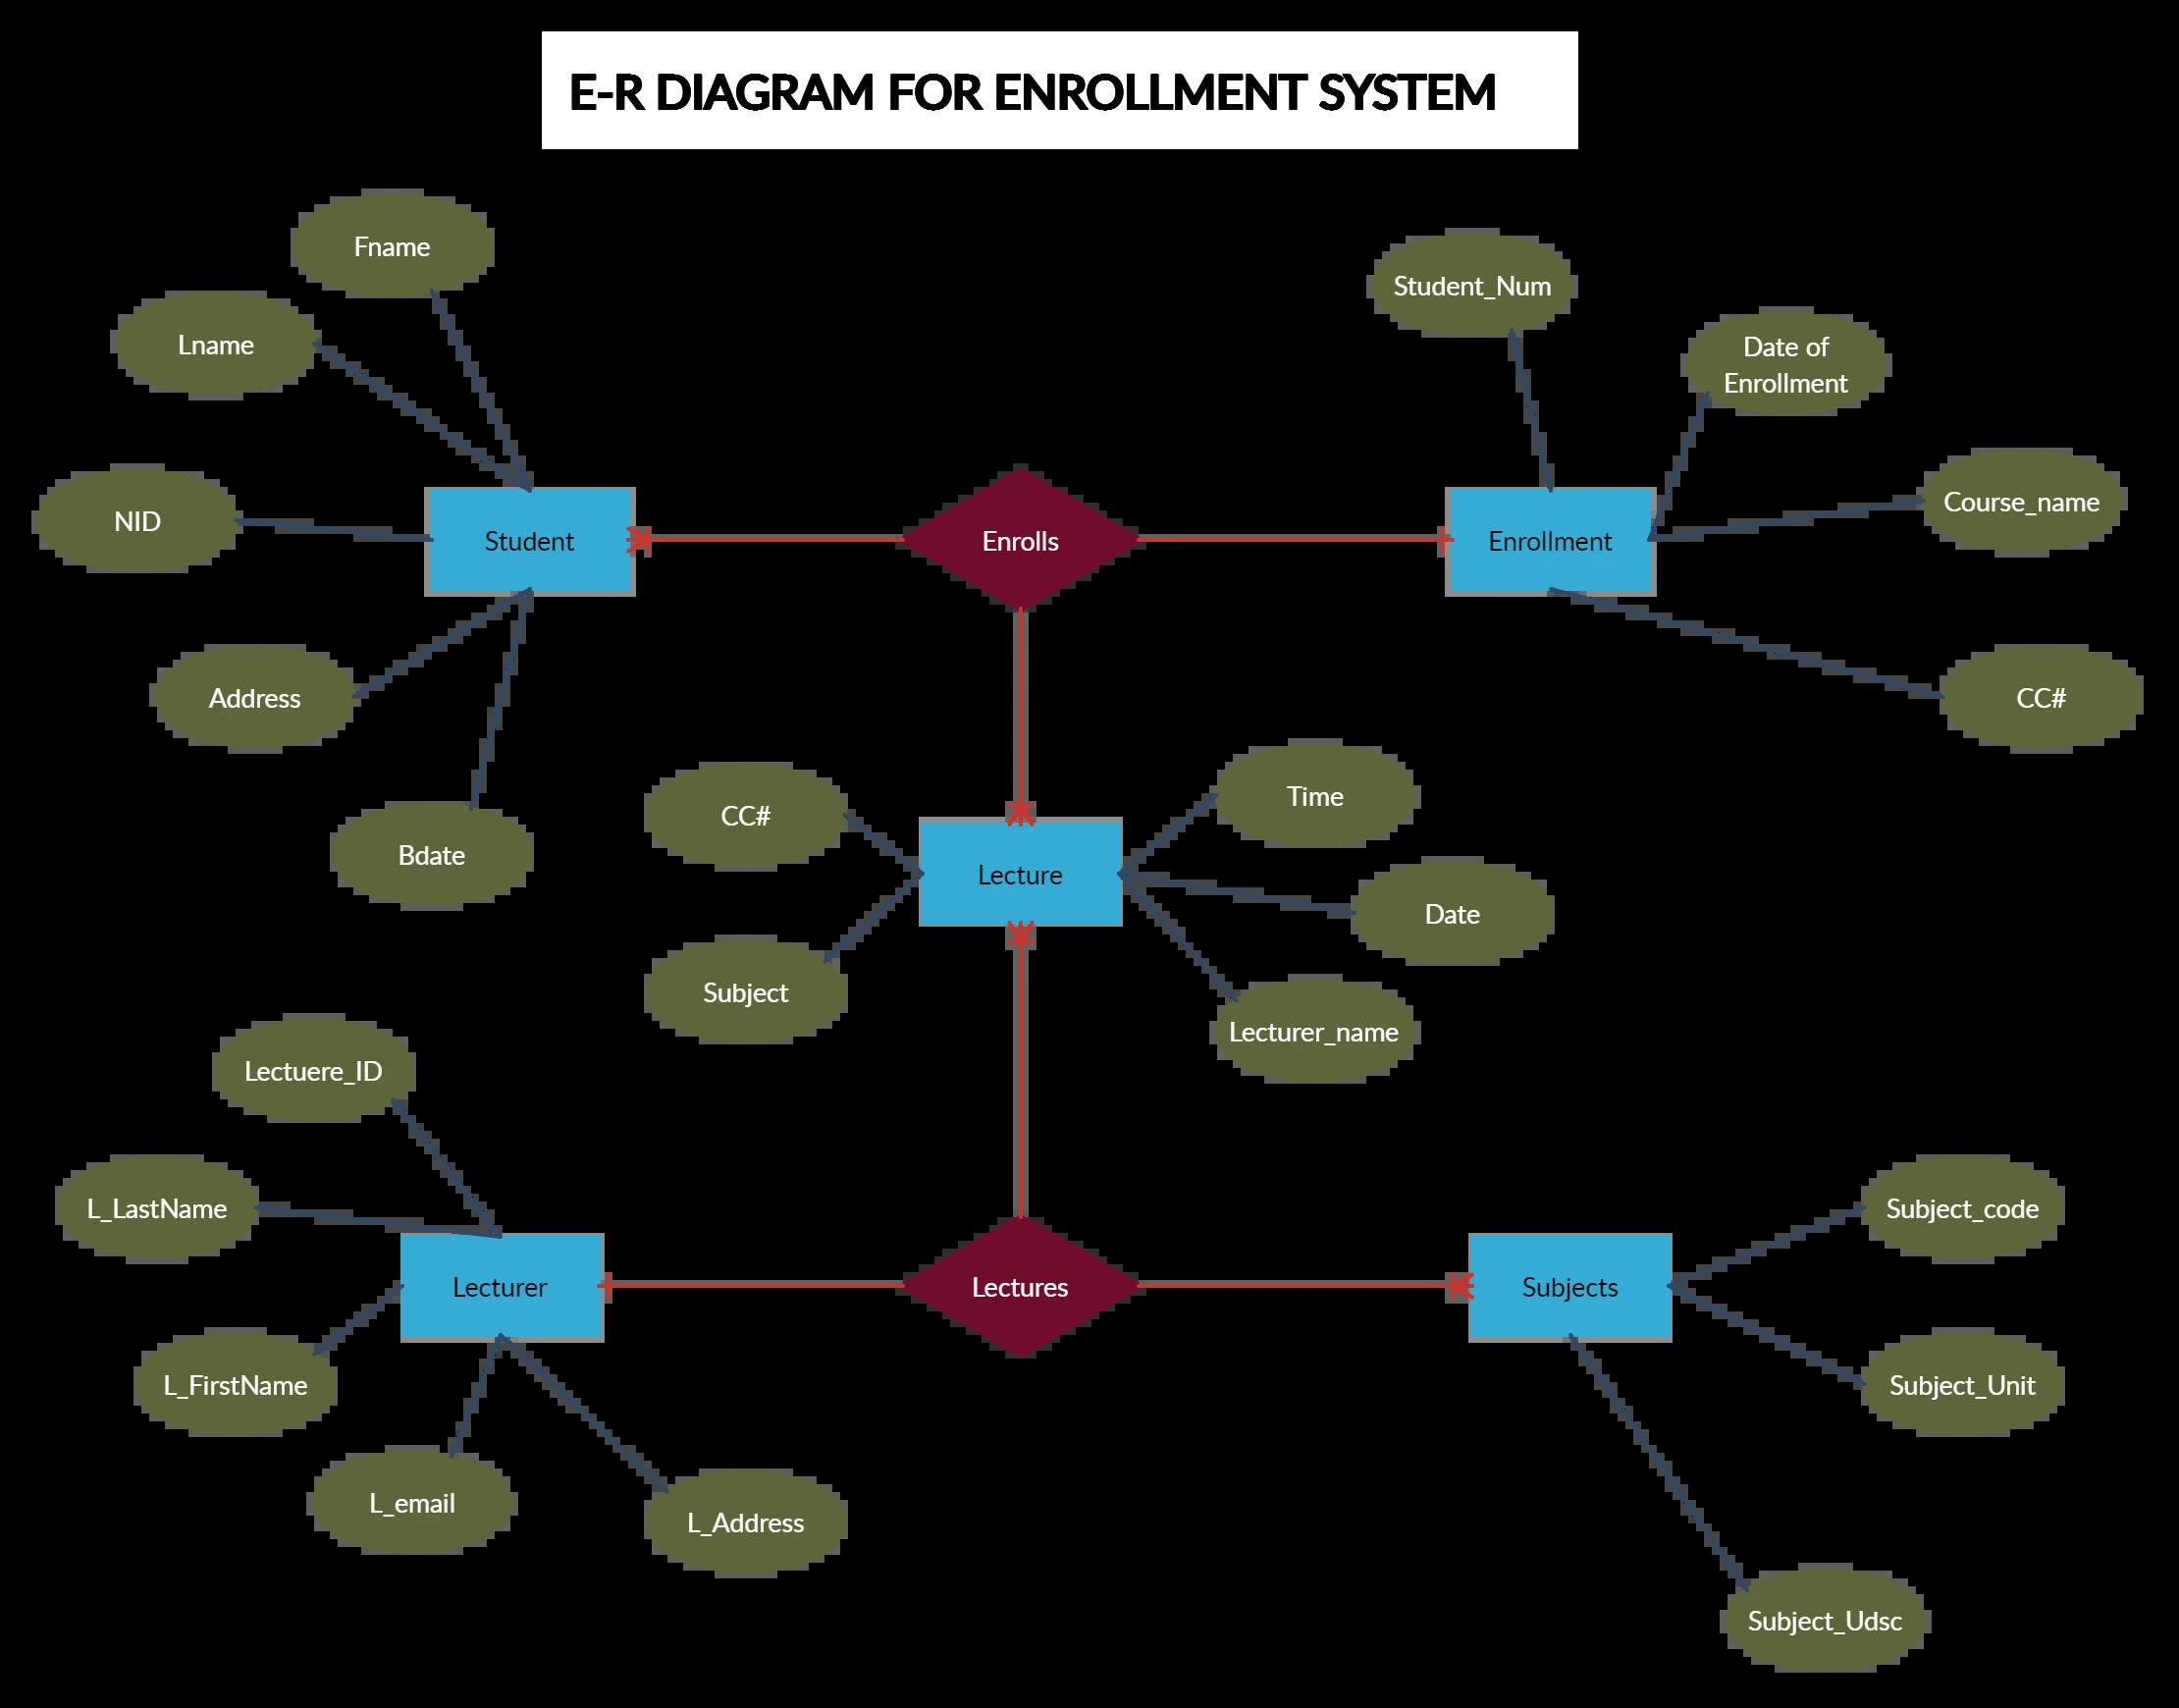 E-R DIAGRAM FOR ENROLLMENT SYSTEM
Fname
Student_Num
Lname
Date of
Enrollment
NID
Course_name
Student
Enrolls
Enrollment
Address
CC#
Time
CC#
Bdate
Lecture
Date
Subject
Lecturer_name
Lectuere_ID
L_LastName
Subject_code
Lecturer
Lectures
Subjects
L_FirstName
Subject_Unit
L_email
L_Address
Subject_Udsc